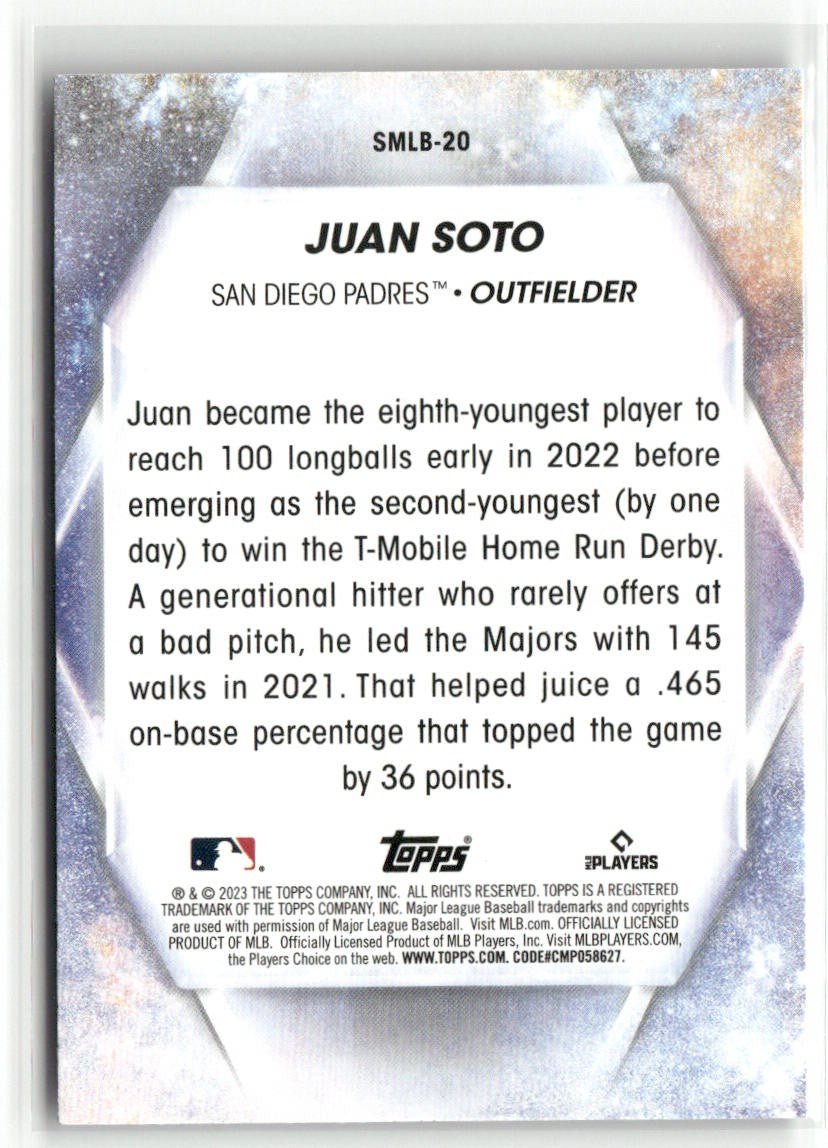 SMLB-20
JUAN SOTO
SAN DIEGO PADRES™ • OUTFIELDER
Juan became the eighth-youngest player to
reach 100 longballs early in 2022 before
emerging as the second-youngest (by one
day) to win the T-Mobile Home Run Derby.
A generational hitter who rarely offers at
a bad pitch, he led the Majors with 145
walks in 2021. That helped juice a .465
on-base percentage that topped the game
by 36 points.
® topps® MLB PLAYERS
® & © 2023 THE TOPPS COMPANY, INC. ALL RIGHTS RESERVED. TOPPS IS A REGISTERED
TRADEMARK OF THE TOPPS COMPANY, INC. Major League Baseball trademarks and copyrights
are used with permission of Major League Baseball. Visit MLB.com. OFFICIALLY LICENSED
PRODUCT OF MLB. Officially Licensed Product of MLB Players, Inc. Visit MLBPLAYERS.COM,
the Players Choice on the web. WWW.TOPPS.COM. CODE#CMP058627.